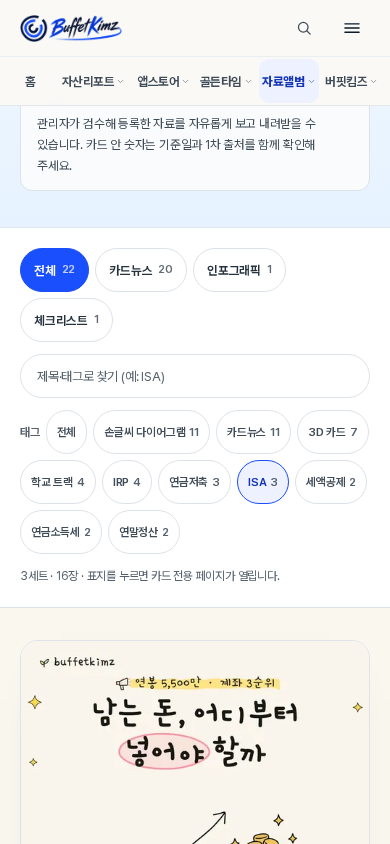 BuffetKimz
홈 자산리포트 앱스토어 골든타임 자료앨범 버핏킴즈
관리자가 검수해 등록한 자료를 자유롭게 보고 내려받을 수
있습니다. 카드 안 숫자는 기준일과 1차 출처를 함께 확인해
주세요.
전체 22 카드뉴스 20 인포그래픽 1
체크리스트 1
제목·태그로 찾기 (예: ISA)
태그 전체 손글씨 다이어그램 11 카드뉴스 11 3D 카드 7
학교 트랙 4 IRP 4 연금저축 3 ISA 3 세액공제 2
연금소득세 2 연말정산 2
3세트 · 16장 · 표지를 누르면 카드 전용 페이지가 열립니다.
buffetkimz
연봉 5,500만 · 계좌 3순위
남는 돈, 어디부터
넣어야 할까